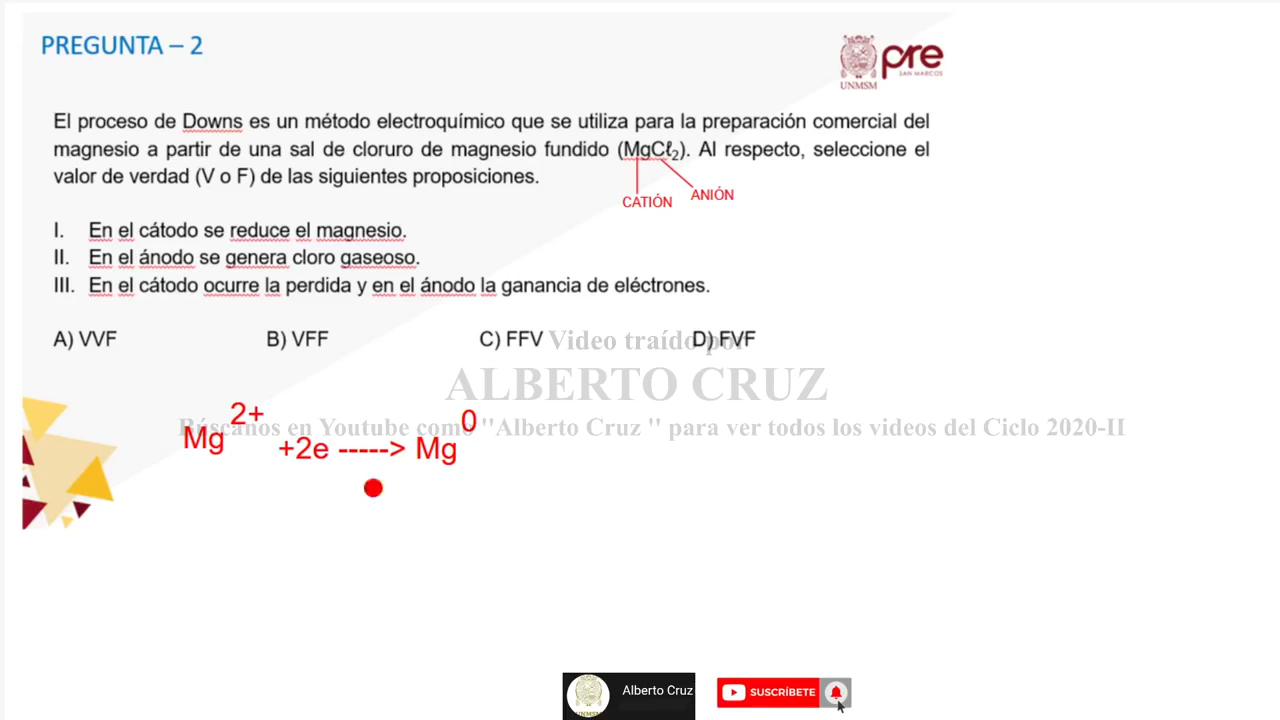 PREGUNTA – 2
pre
SAN MARCOS
UNMSM
El proceso de Downs es un método electroquímico que se utiliza para la preparación comercial del
magnesio a partir de una sal de cloruro de magnesio fundido (MgCℓ₂). Al respecto, seleccione el
valor de verdad (V o F) de las siguientes proposiciones.
CATIÓN ANIÓN
I. En el cátodo se reduce el magnesio.
II. En el ánodo se genera cloro gaseoso.
III. En el cátodo ocurre la perdida y en el ánodo la ganancia de eléctrones.
A) VVF B) VFF C) FFV D) FVF
Video traído por
ALBERTO CRUZ
Búscanos en Youtube como "Alberto Cruz " para ver todos los videos del Ciclo 2020-II
Mg 2+ +2e -----> Mg 0
Alberto Cruz
UNMSM
SUSCRÍBETE